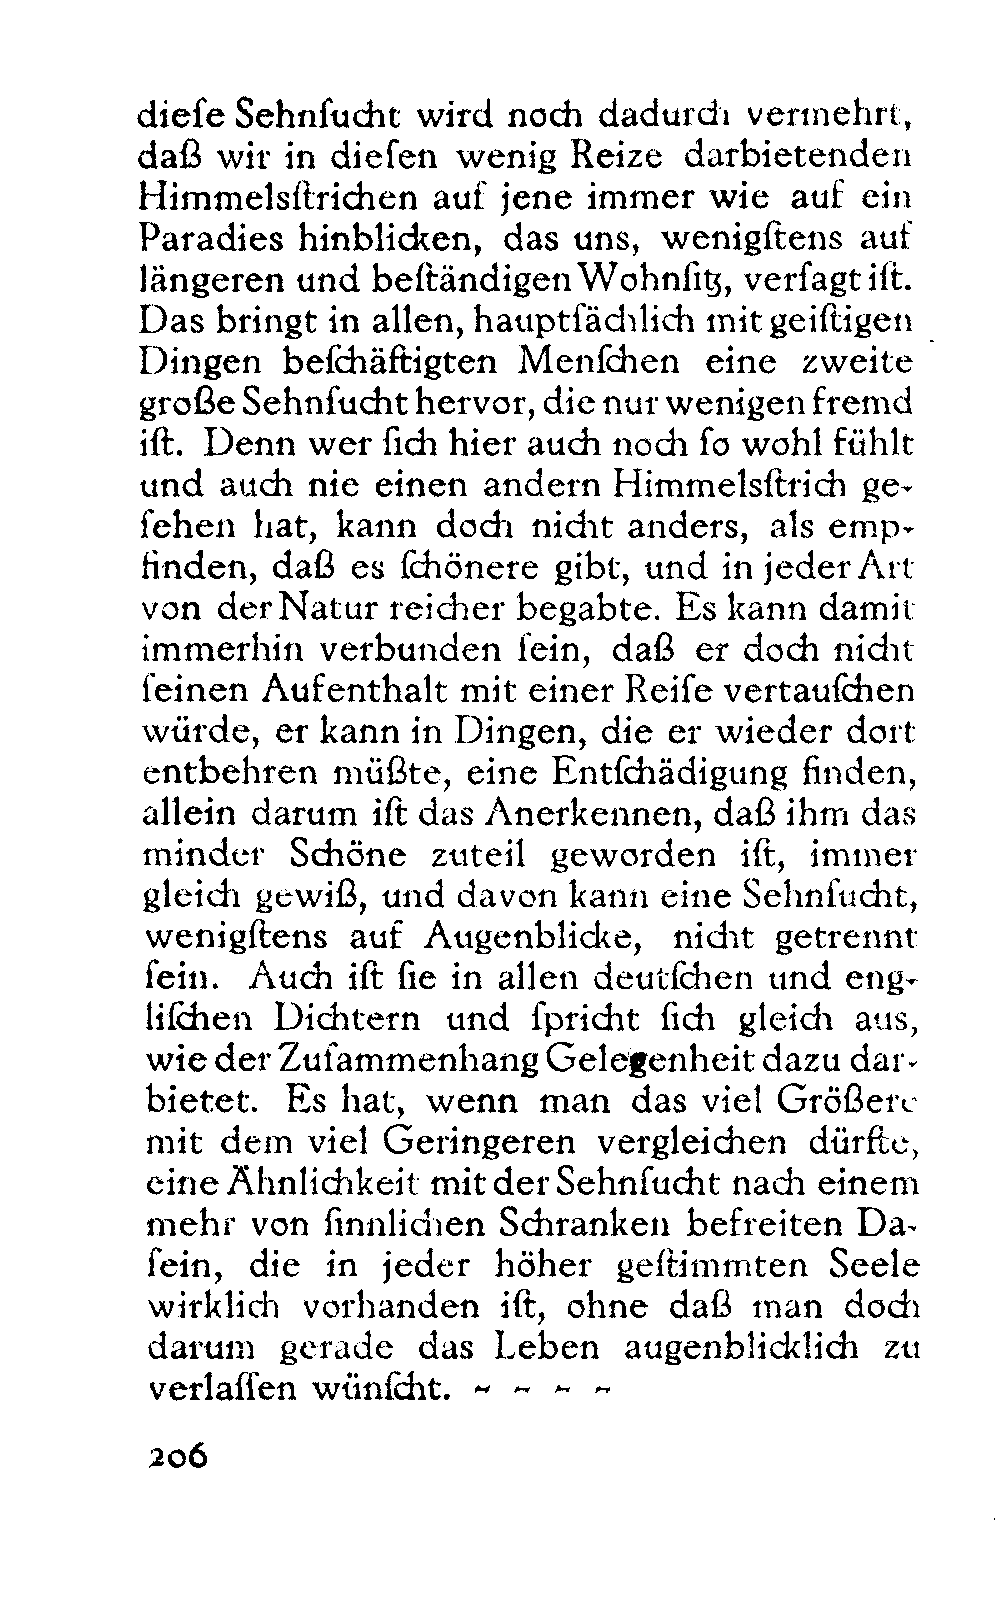 dieſe Sehnſucht wird noch dadurch vermehrt,
daß wir in dieſen wenig Reize darbietenden
Himmelsſtrichen auf jene immer wie auf ein
Paradies hinblicken, das uns, wenigſtens auf
längeren und beſtändigen Wohnſitz, verſagt iſt.
Das bringt in allen, hauptſächlich mit geiſtigen
Dingen beſchäftigten Menſchen eine zweite
große Sehnſucht hervor, die nur wenigen fremd
iſt. Denn wer ſich hier auch noch ſo wohl fühlt
und auch nie einen andern Himmelsſtrich ge-
ſehen hat, kann doch nicht anders, als emp-
finden, daß es ſchönere gibt, und in jeder Art
von der Natur reicher begabte. Es kann damit
immerhin verbunden ſein, daß er doch nicht
ſeinen Aufenthalt mit einer Reiſe vertauſchen
würde, er kann in Dingen, die er wieder dort
entbehren müßte, eine Entſchädigung finden,
allein darum iſt das Anerkennen, daß ihm das
minder Schöne zuteil geworden iſt, immer
gleich gewiß, und davon kann eine Sehnſucht,
wenigſtens auf Augenblicke, nicht getrennt
ſein. Auch iſt ſie in allen deutſchen und eng-
liſchen Dichtern und ſpricht ſich gleich aus,
wie der Zuſammenhang Gelegenheit dazu dar-
bietet. Es hat, wenn man das viel Größere
mit dem viel Geringeren vergleichen dürfte,
eine Ähnlichkeit mit der Sehnſucht nach einem
mehr von ſinnlichen Schranken befreiten Da-
ſein, die in jeder höher geſtimmten Seele
wirklich vorhanden iſt, ohne daß man doch
darum gerade das Leben augenblicklich zu
verlaſſen wünſcht. ~ ~ ~ ~
206